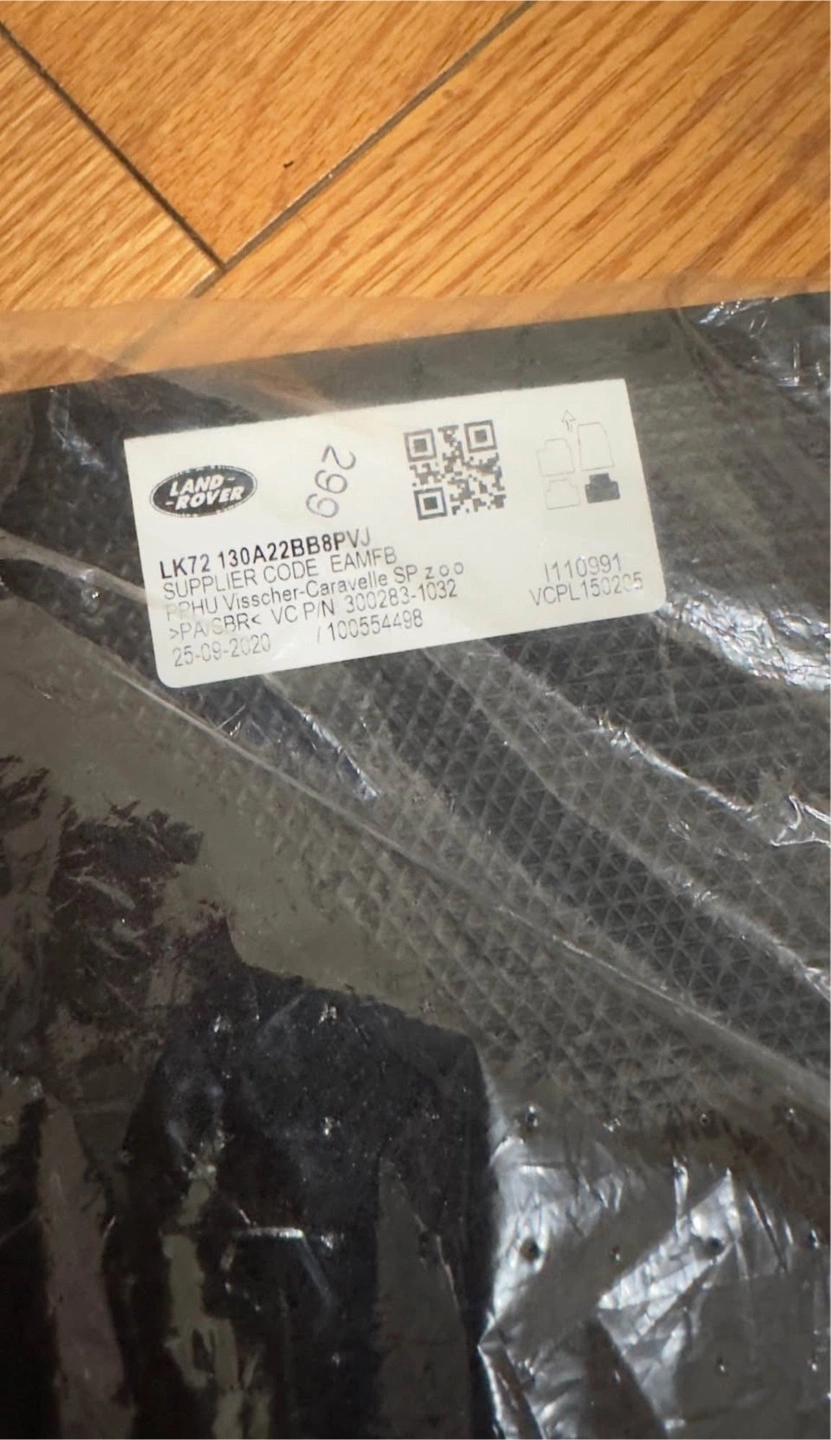 LAND-
-ROVER
299
LK72 130A22BB8PVJ
SUPPLIER CODE EAMFB
PPHU Visscher-Caravelle SP z.o.o
>PA/SBR< VC P/N 300283-1032
25-09-2020 /100554498
I110991
VCPL150205